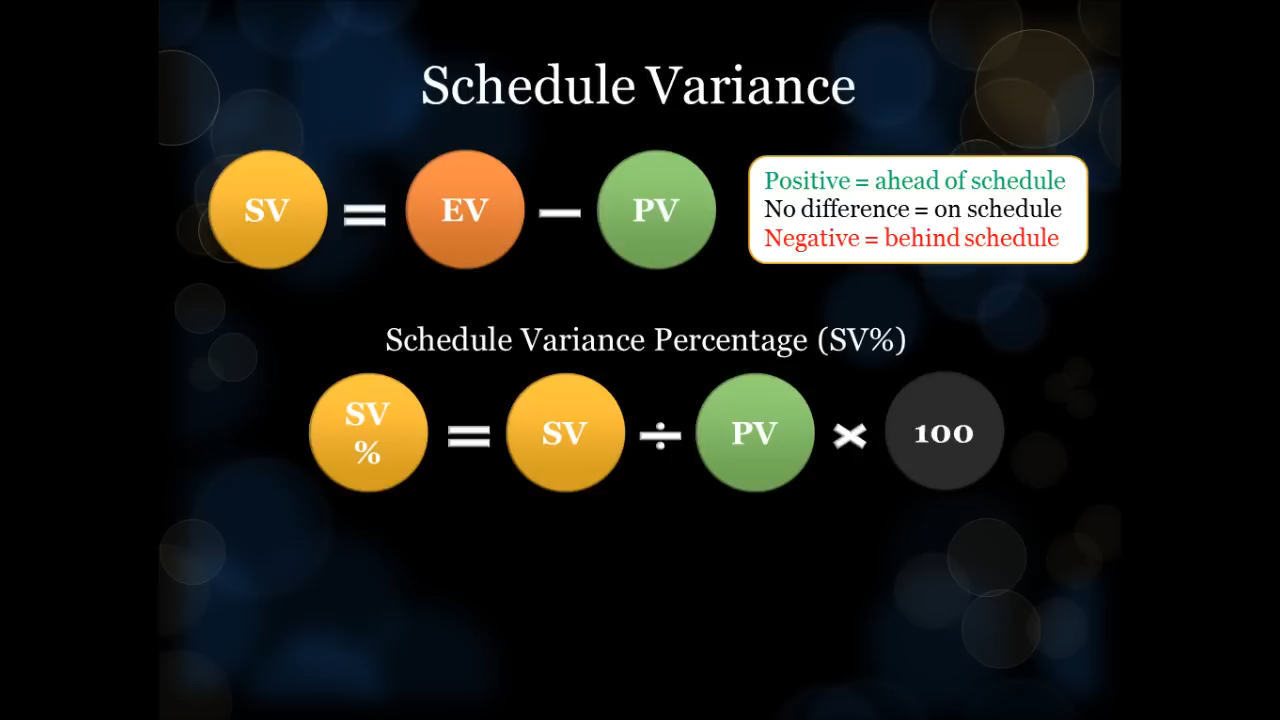 Schedule Variance
SV = EV − PV
Positive = ahead of schedule
No difference = on schedule
Negative = behind schedule
Schedule Variance Percentage (SV%)
SV
% = SV ÷ PV × 100